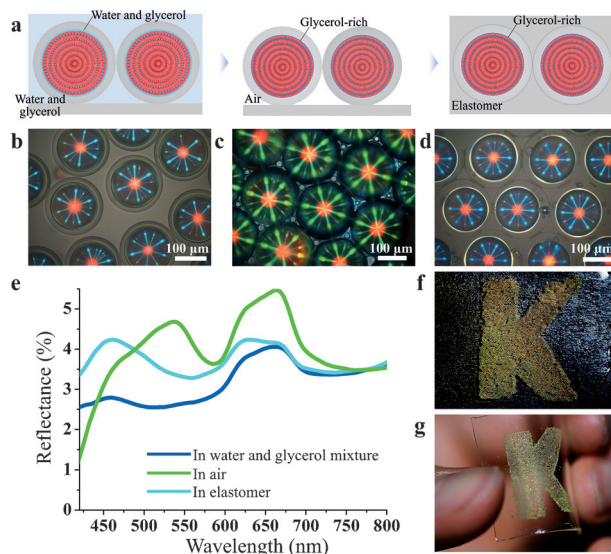 a
Water and glycerol
Water and
glycerol
Glycerol-rich
Air
Glycerol-rich
Elastomer
b
100 μm
c
100 μm
d
100 μm
e
Reflectance (%)
5
4
3
2
1
0
In water and glycerol mixture
In air
In elastomer
450 500 550 600 650 700 750 800
Wavelength (nm)
f
K
g
K